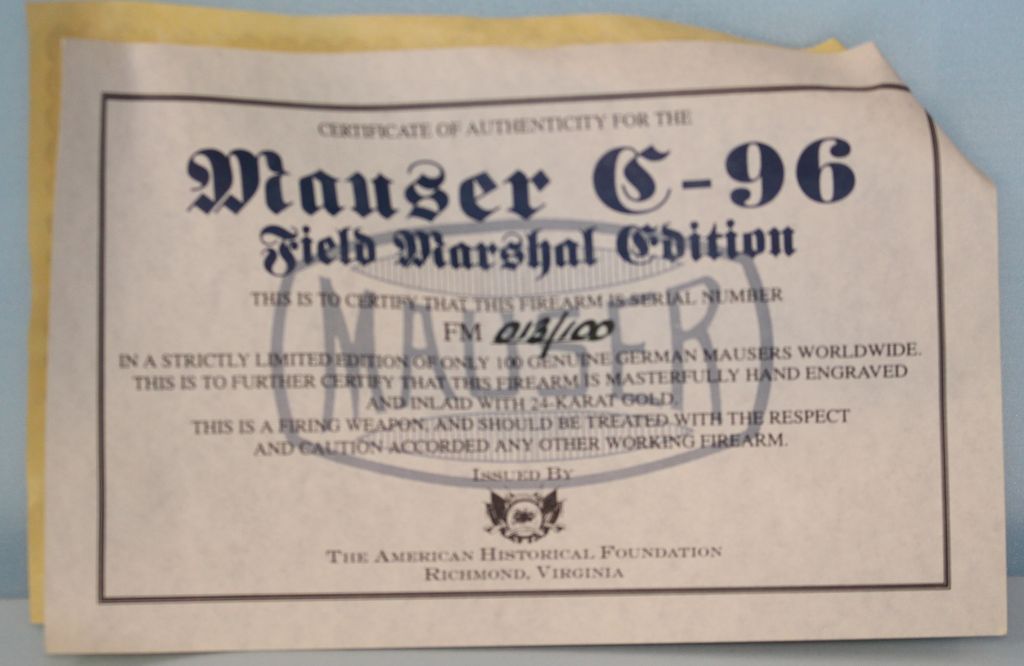 CERTIFICATE OF AUTHENTICITY FOR THE
Mauser C-96
Field Marshal Edition
MAUSER
THIS IS TO CERTIFY THAT THIS FIREARM IS SERIAL NUMBER
FM 013/100
IN A STRICTLY LIMITED EDITION OF ONLY 100 GENUINE GERMAN MAUSERS WORLDWIDE.
THIS IS TO FURTHER CERTIFY THAT THIS FIREARM IS MASTERFULLY HAND ENGRAVED
AND INLAID WITH 24-KARAT GOLD.
THIS IS A FIRING WEAPON, AND SHOULD BE TREATED WITH THE RESPECT
AND CAUTION ACCORDED ANY OTHER WORKING FIREARM.
ISSUED BY
THE AMERICAN HISTORICAL FOUNDATION
RICHMOND, VIRGINIA